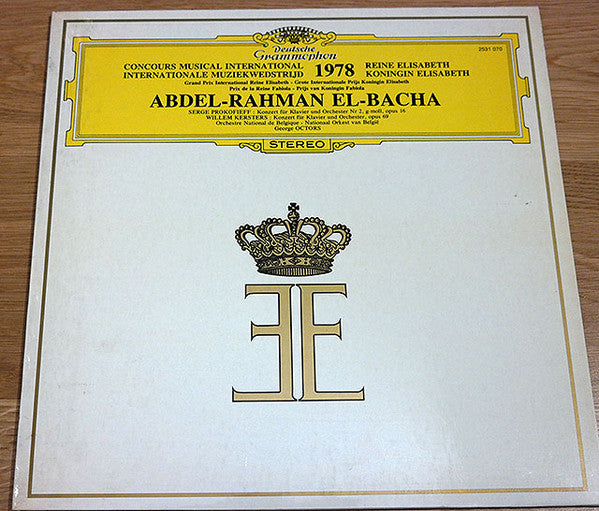 Deutsche
Grammophon
2531 070
CONCOURS MUSICAL INTERNATIONAL
INTERNATIONALE MUZIEKWEDSTRIJD
1978
REINE ELISABETH
KONINGIN ELISABETH
Grand Prix International Reine Elisabeth - Grote Internationale Prijs Koningin Elisabeth
Prix de la Reine Fabiola - Prijs van Koningin Fabiola
ABDEL-RAHMAN EL-BACHA
SERGE PROKOFIEFF : Konzert für Klavier und Orchester Nr 2, g moll, opus 16
WILLEM KERSTERS : Konzert für Klavier und Orchester, opus 69
Orchestre National de Belgique - Nationaal Orkest van België
George OCTORS
STEREO
EE